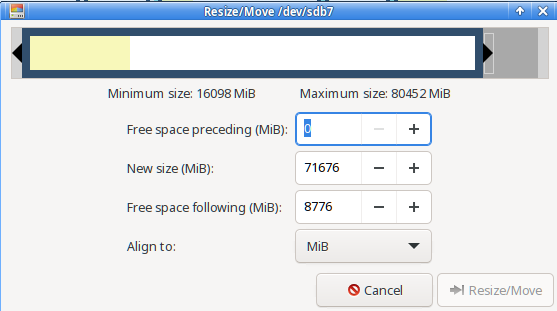 Resize/Move /dev/sdb7
Minimum size: 16098 MiB Maximum size: 80452 MiB
Free space preceding (MiB): 0
New size (MiB): 71676
Free space following (MiB): 8776
Align to: MiB
Cancel Resize/Move